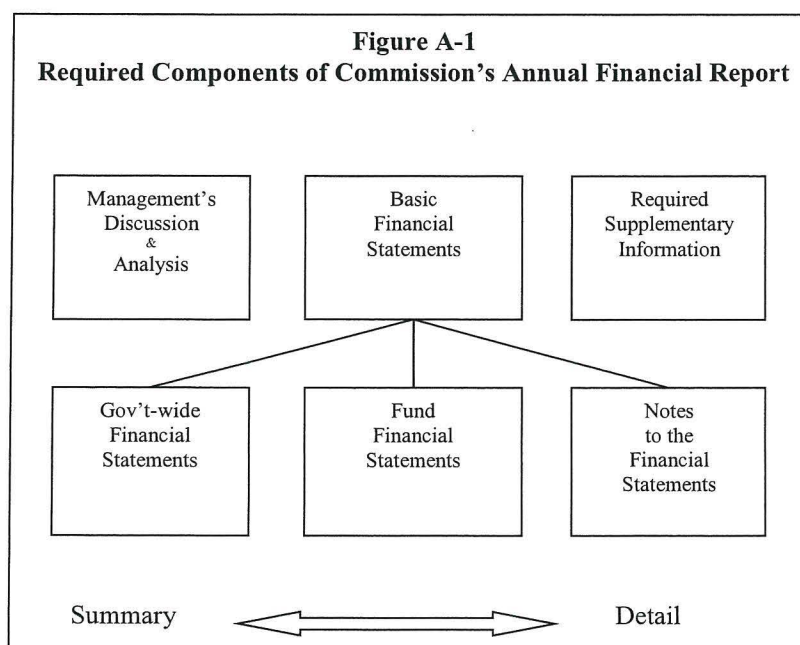 Figure A-1
Required Components of Commission's Annual Financial Report
Management's
Discussion
&
Analysis
Basic
Financial
Statements
Required
Supplementary
Information
Gov't-wide
Financial
Statements
Fund
Financial
Statements
Notes
to the
Financial
Statements
Summary
Detail